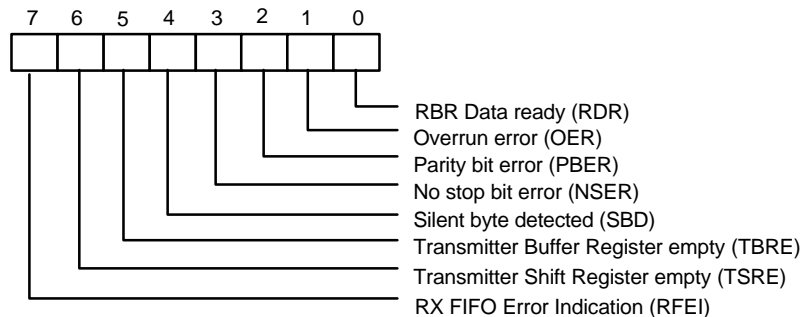 7 6 5 4 3 2 1 0
RBR Data ready (RDR)
Overrun error (OER)
Parity bit error (PBER)
No stop bit error (NSER)
Silent byte detected (SBD)
Transmitter Buffer Register empty (TBRE)
Transmitter Shift Register empty (TSRE)
RX FIFO Error Indication (RFEI)